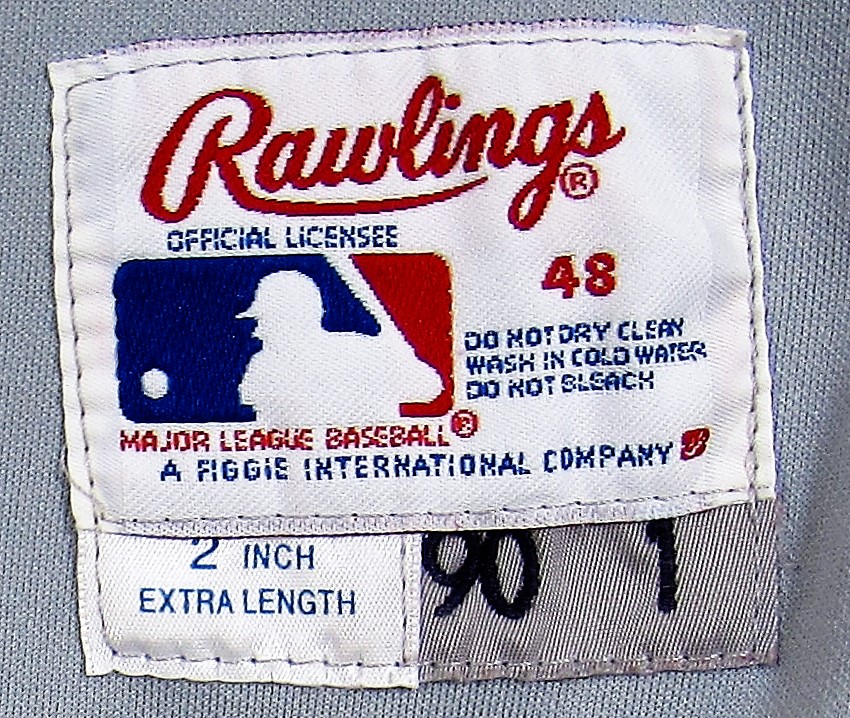 Rawlings®
OFFICIAL LICENSEE
48
DO NOT DRY CLEAN
WASH IN COLD WATER
DO NOT BLEACH
MAJOR LEAGUE BASEBALL®
A FIGGIE INTERNATIONAL COMPANY
2 INCH
EXTRA LENGTH
90 1